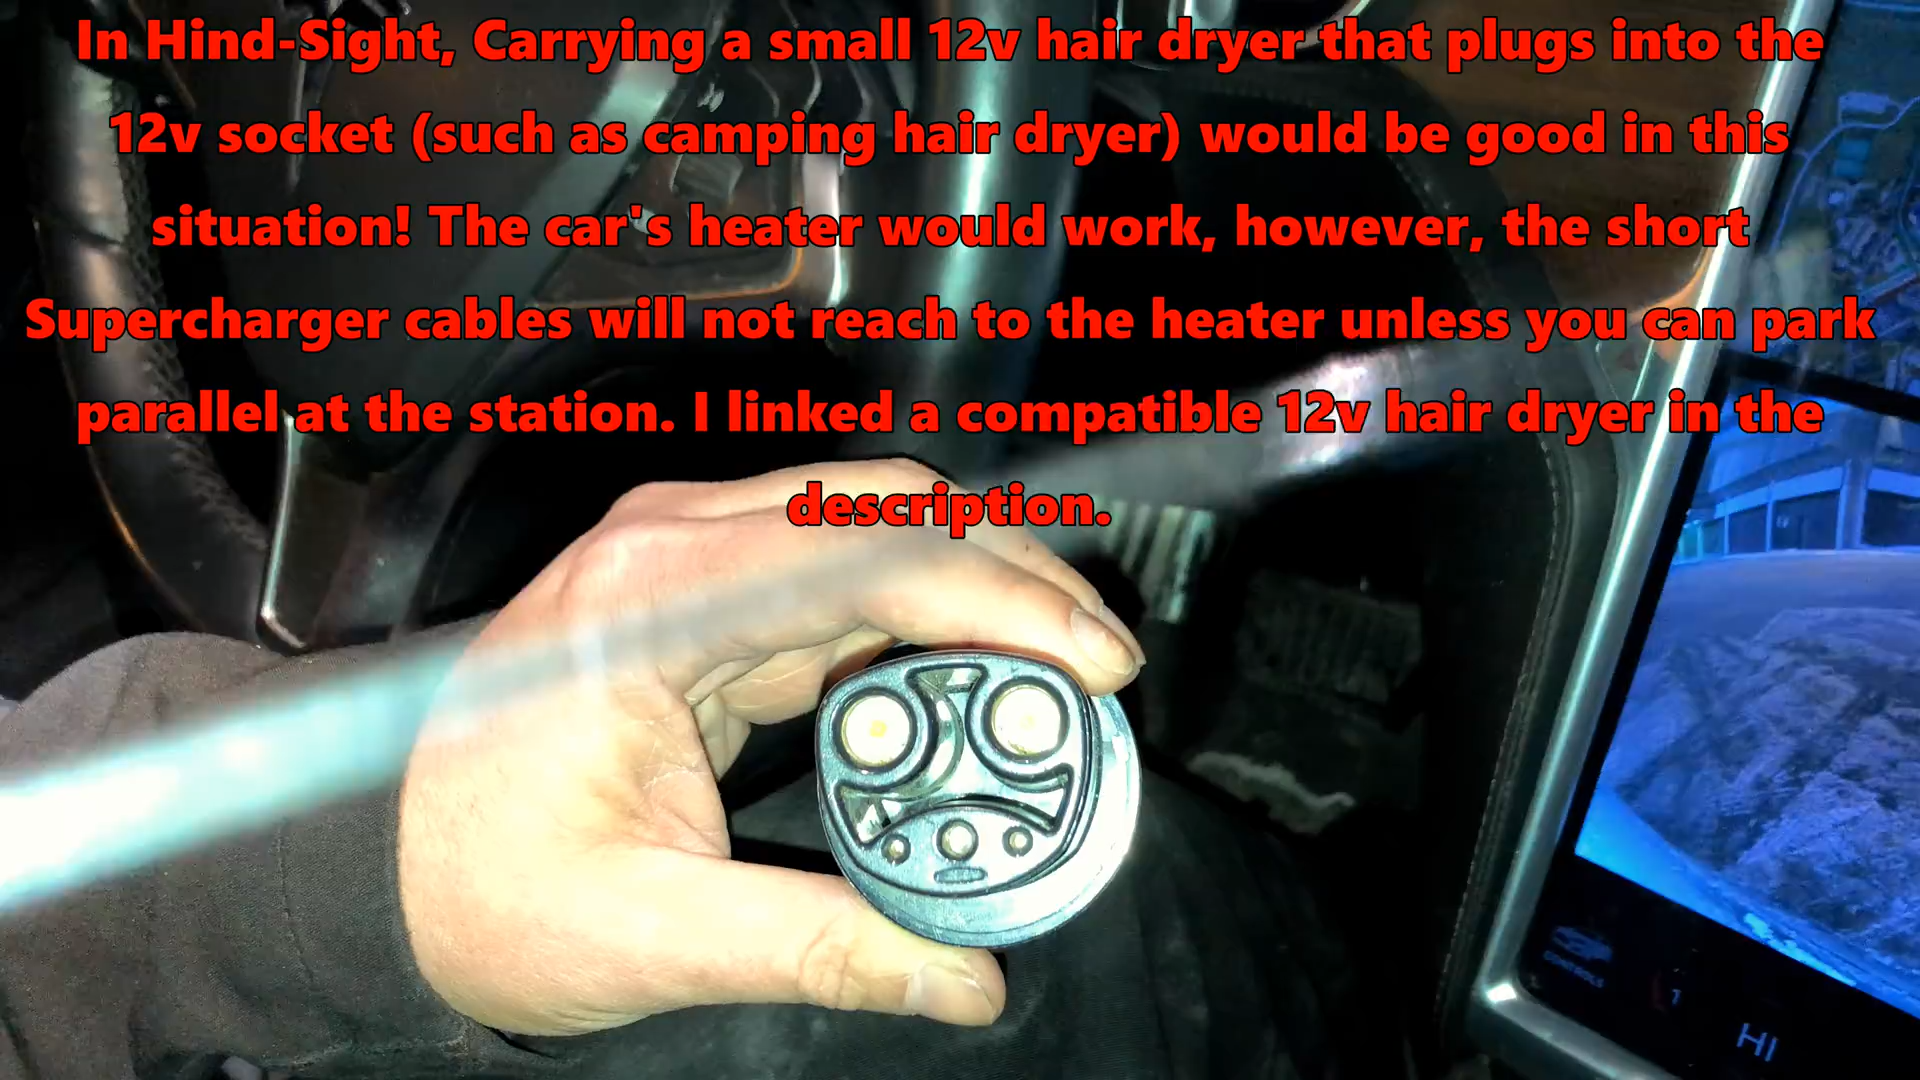 In Hind-Sight, Carrying a small 12v hair dryer that plugs into the
12v socket (such as camping hair dryer) would be good in this
situation! The car's heater would work, however, the short
Supercharger cables will not reach to the heater unless you can park
parallel at the station. I linked a compatible 12v hair dryer in the
description.
CONTROLS
1
HI